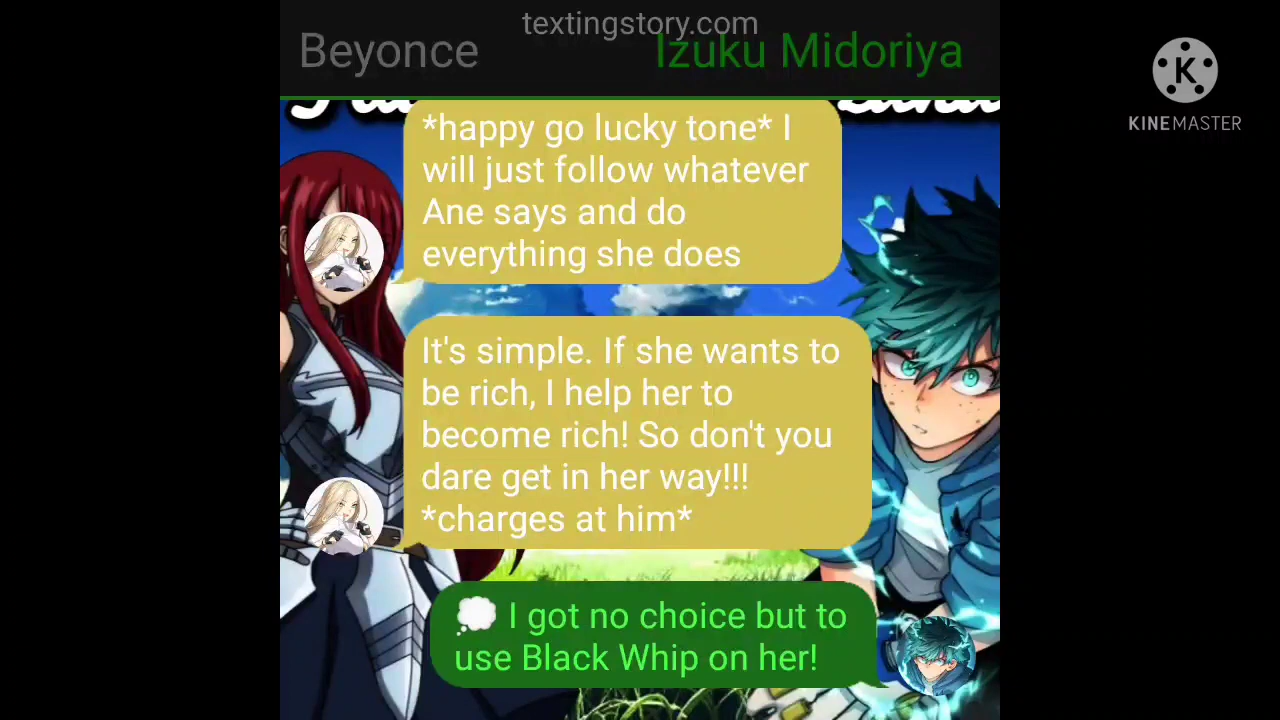 textingstory.com
Beyonce
Izuku Midoriya
K
KINEMASTER
*happy go lucky tone* I
will just follow whatever
Ane says and do
everything she does
It's simple. If she wants to
be rich, I help her to
become rich! So don't you
dare get in her way!!!
*charges at him*
💭 I got no choice but to
use Black Whip on her!